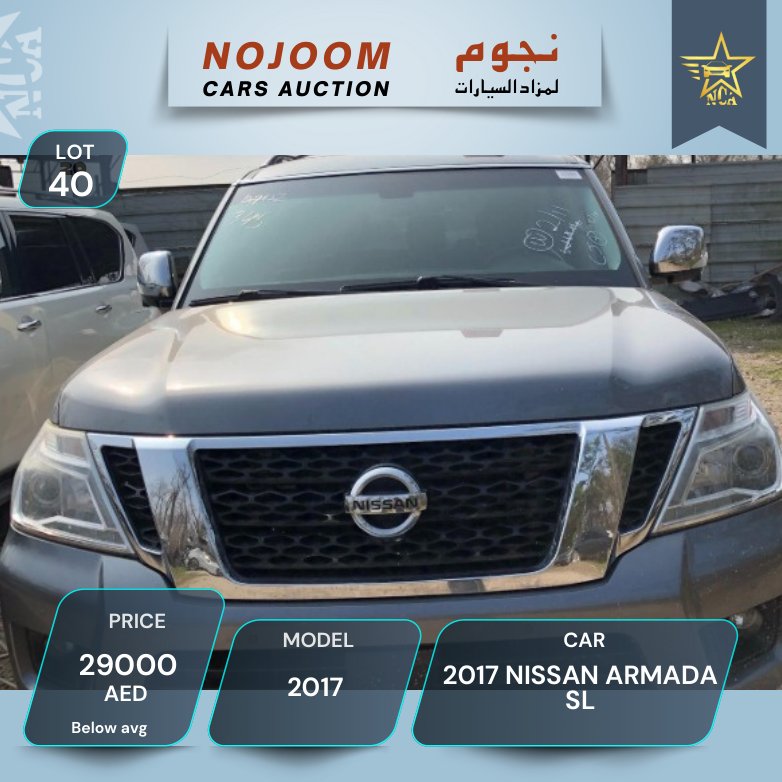 NOJOOM
CARS AUCTION
نجوم
لمزاد السيارات
NCA
NCA
LOT
40
NISSAN
PRICE
29000
AED
Below avg
MODEL
2017
CAR
2017 NISSAN ARMADA
SL